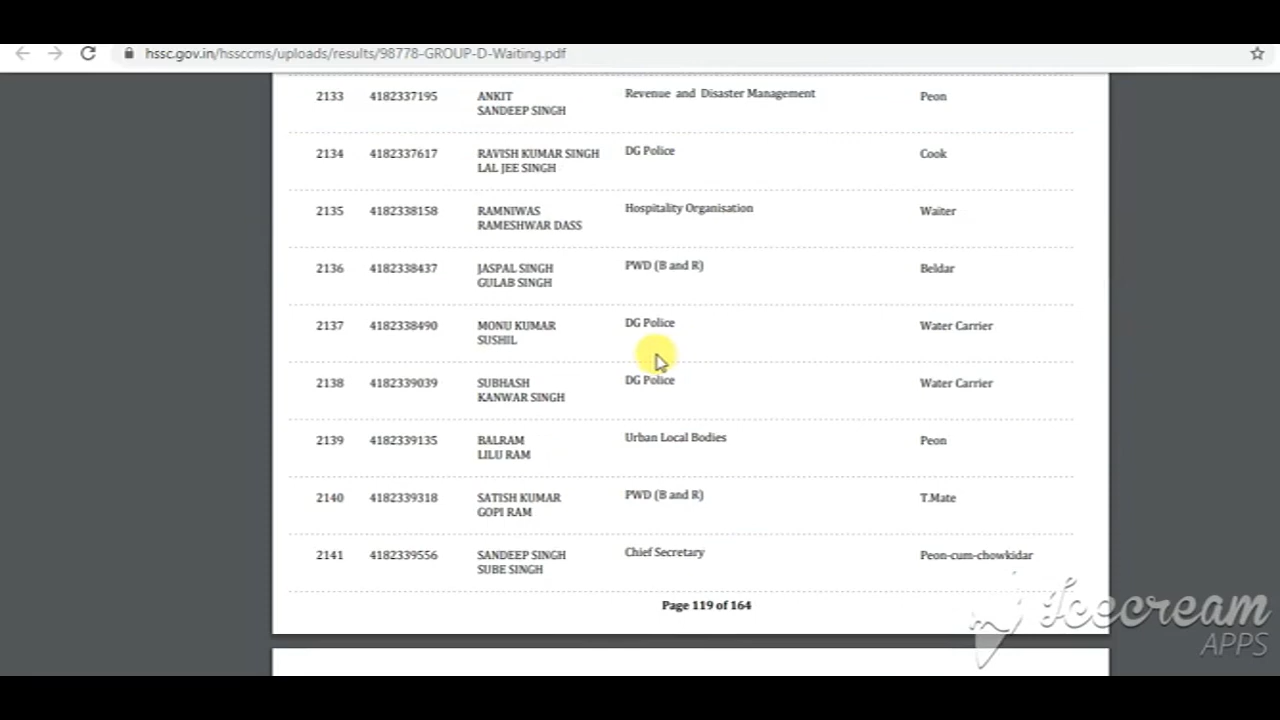 hssc.gov.in/hssccms/uploads/results/98778-GROUP-D-Waiting.pdf
2133 4182337195 ANKIT Revenue and Disaster Management Peon
SANDEEP SINGH
2134 4182337617 RAVISH KUMAR SINGH DG Police Cook
LAL JEE SINGH
2135 4182338158 RAMNIWAS Hospitality Organisation Waiter
RAMESHWAR DASS
2136 4182338437 JASPAL SINGH PWD (B and R) Beldar
GULAB SINGH
2137 4182338490 MONU KUMAR DG Police Water Carrier
SUSHIL
2138 4182339039 SUBHASH DG Police Water Carrier
KANWAR SINGH
2139 4182339135 BALRAM Urban Local Bodies Peon
LILU RAM
2140 4182339318 SATISH KUMAR PWD (B and R) T.Mate
GOPI RAM
2141 4182339556 SANDEEP SINGH Chief Secretary Peon-cum-chowkidar
SUBE SINGH
Page 119 of 164
Icecream
APPS